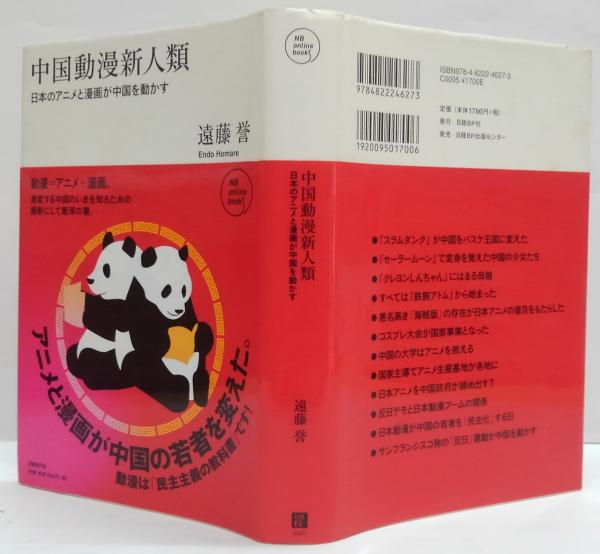 中国動漫新人類
日本のアニメと漫画が中国を動かす
遠藤 誉
Endo Homare
NB
online
book
動漫=アニメ+漫画。
激変する中国のいまを知るための
最新にして最深の書。
アニメと漫画が中国の若者を変えた。
動漫は「民主主義の教科書」です!
NB
online
book
中国動漫新人類
日本のアニメと漫画が中国を動かす
遠藤 誉
4627
9784822246273
1920095017006
ISBN978-4-8222-4627-3
C0095 ¥1700E
定価(本体1700円+税)
発行 日経BP社
発売 日経BP出版センター
●『スラムダンク』が中国をバスケ王国に変えた
●『セーラームーン』で変身を覚えた中国の少女たち
●『クレヨンしんちゃん』にはまる母娘
●すべては『鉄腕アトム』から始まった
●悪名高き「海賊版」の存在が日本アニメの普及をもたらした
●コスプレ大会が国家事業となった
●中国の大学はアニメを教える
●国家主導でアニメ生産基地が各地に
●日本アニメを中国政府が締め出す?
●反日デモと日本動漫ブームの関係
●日本動漫が中国の若者を「民主化」する日
●サンフランシスコ発の「反日」運動が中国を動かす